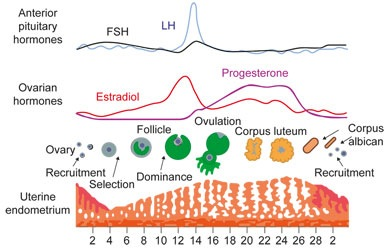 Anterior
pituitary
hormones
FSH
LH
Progesterone
Estradiol
Ovarian
hormones
Ovulation
Follicle
Corpus luteum
Corpus
albican
Ovary
Recruitment
Selection
Dominance
Recruitment
Uterine
endometrium
2 4 6 8 10 12 14 16 18 20 22 24 26 28 2